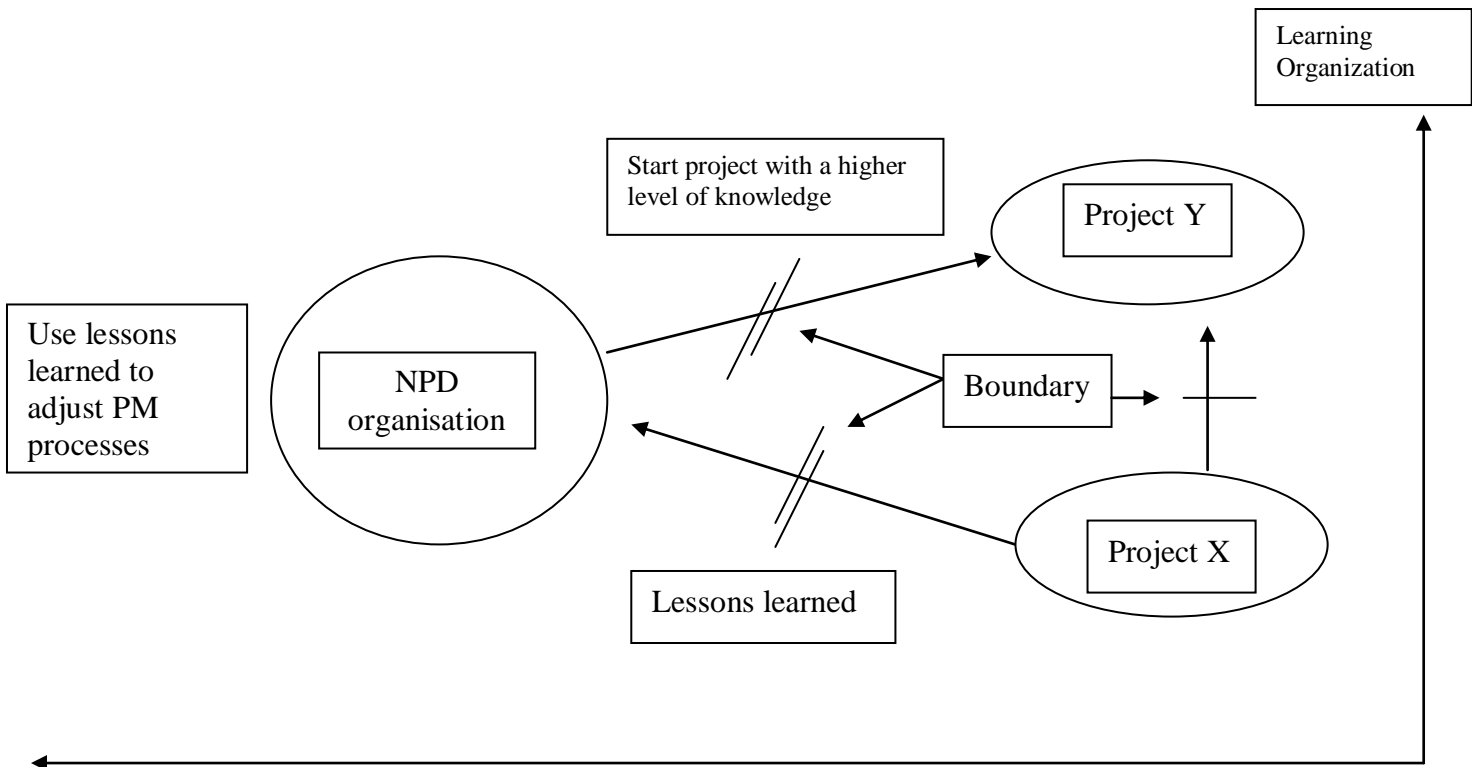 Learning
Organization
Start project with a higher
level of knowledge
Project Y
Use lessons
learned to
adjust PM
processes
NPD
organisation
Boundary
Project X
Lessons learned